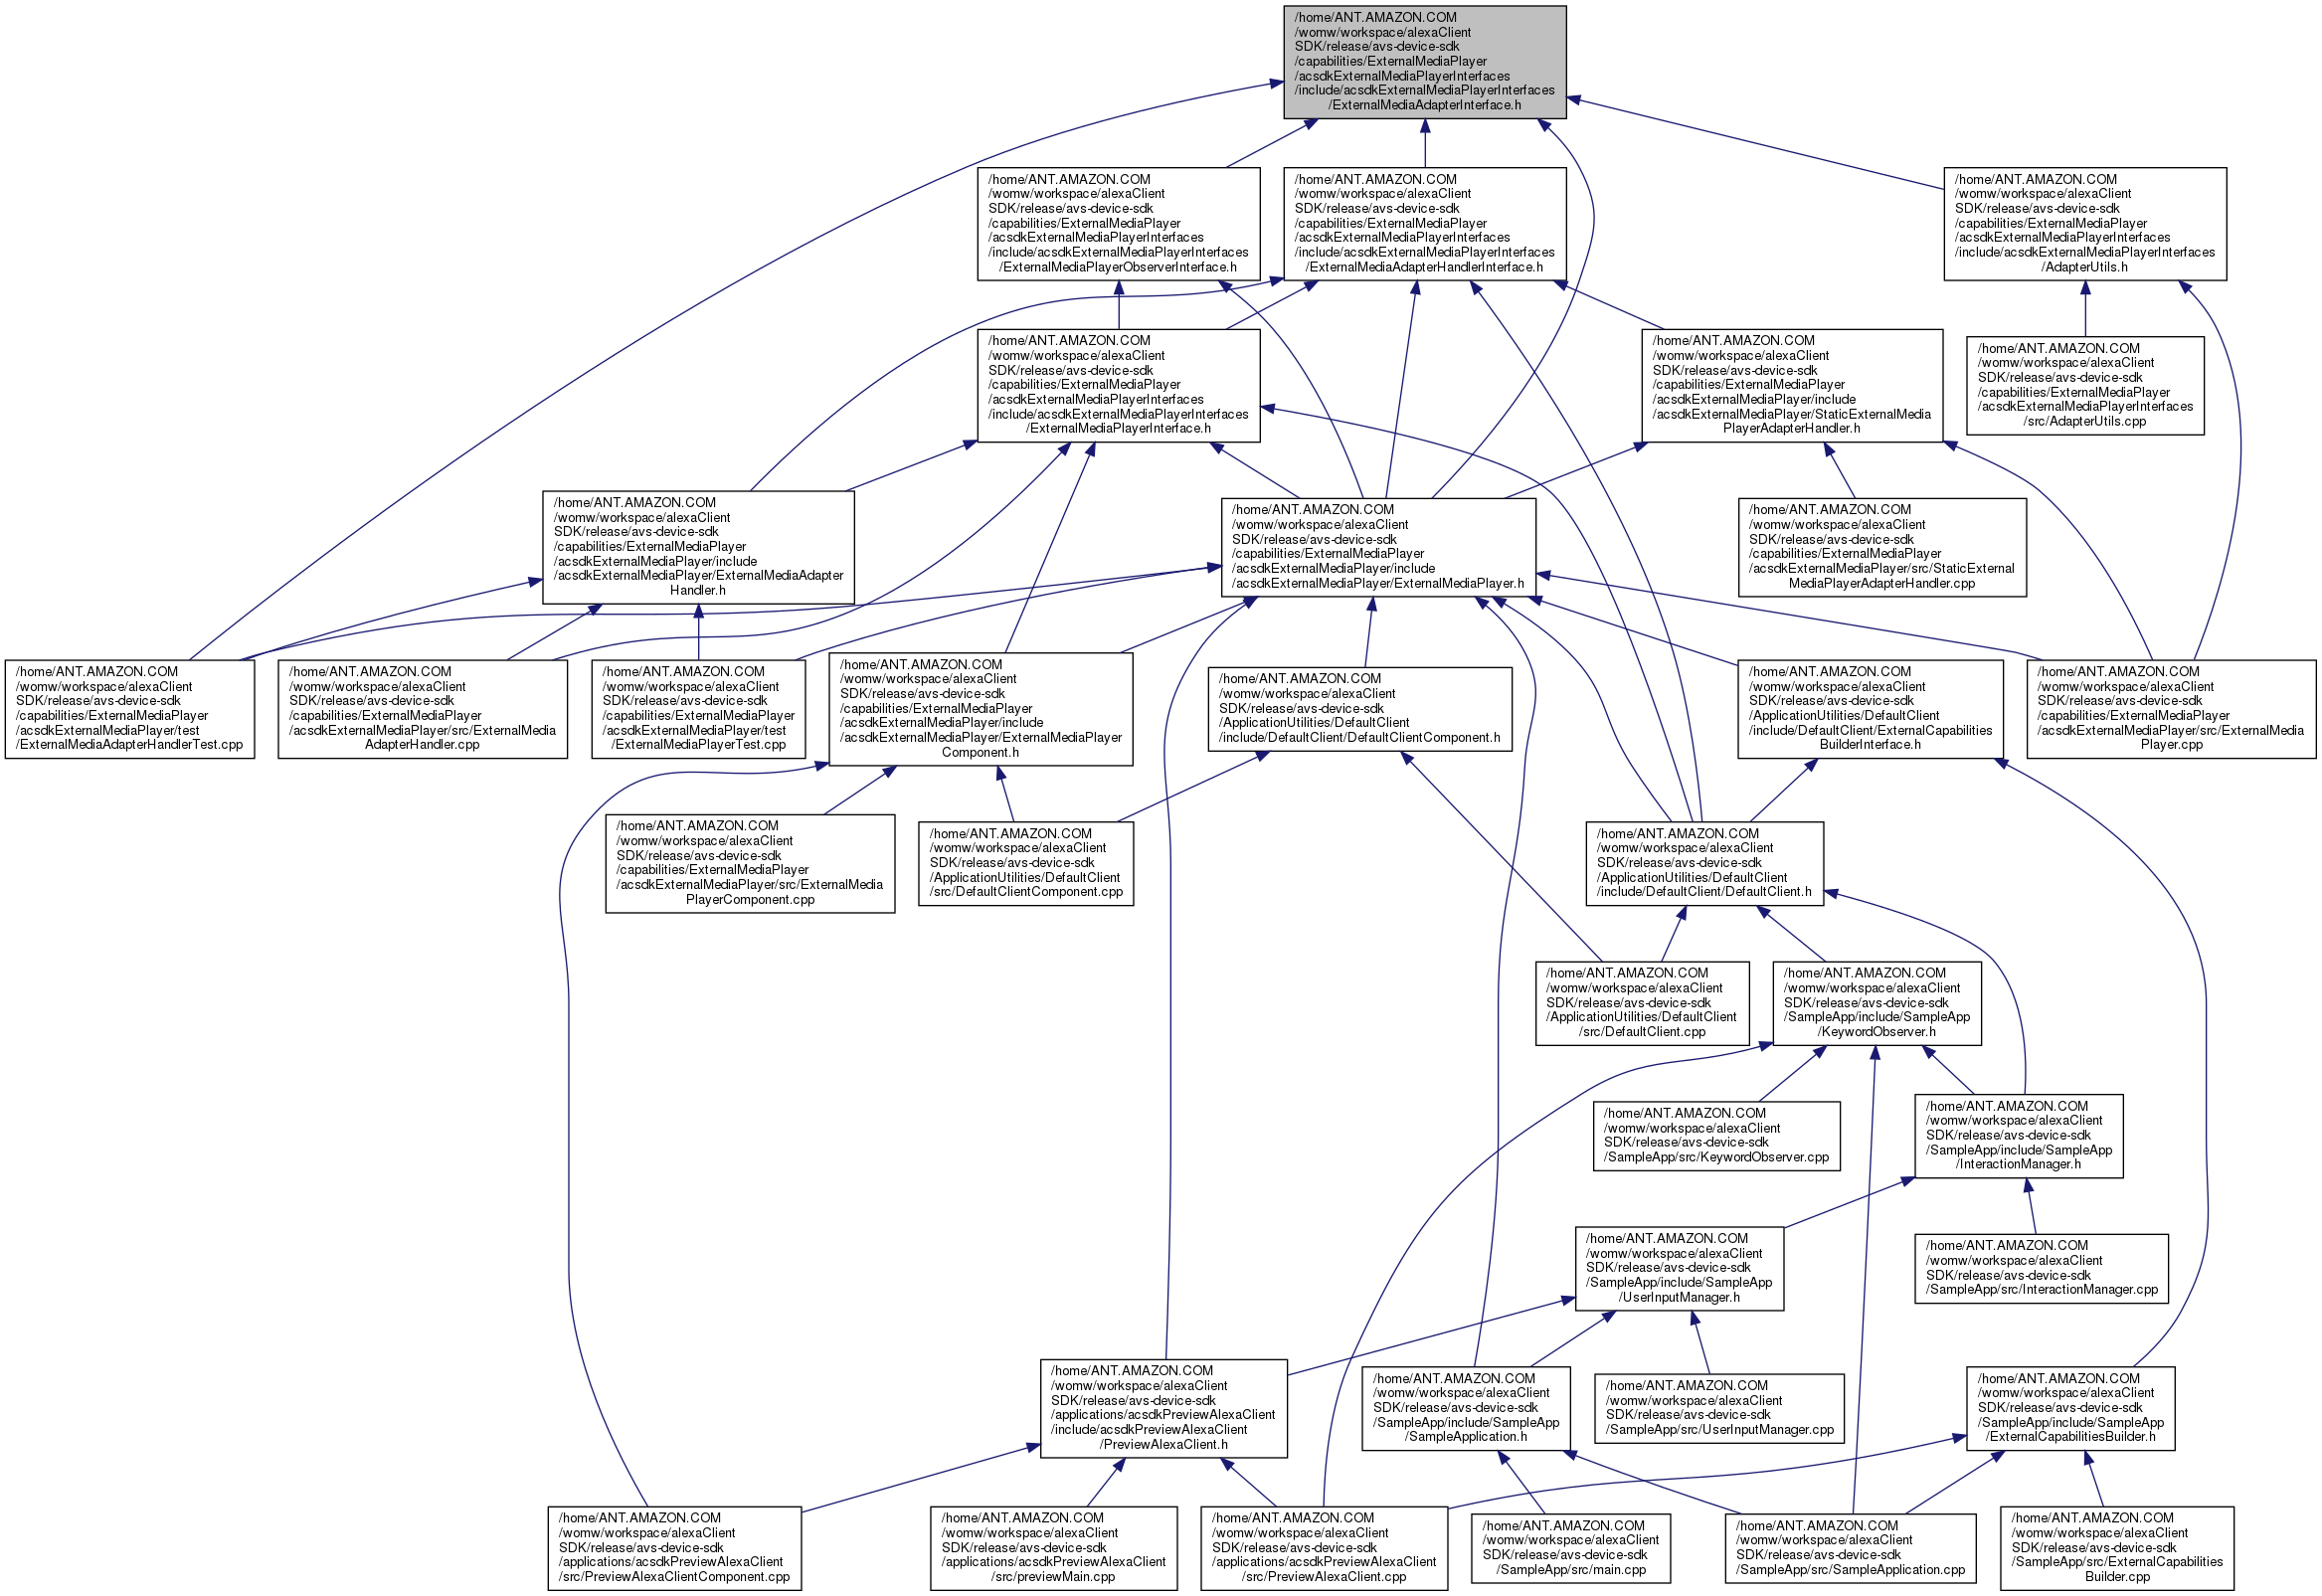 /home/ANT.AMAZON.COM
/womw/workspace/alexaClient
SDK/release/avs-device-sdk
/capabilities/ExternalMediaPlayer
/acsdkExternalMediaPlayerInterfaces
/include/acsdkExternalMediaPlayerInterfaces
/ExternalMediaAdapterInterface.h
/home/ANT.AMAZON.COM
/womw/workspace/alexaClient
SDK/release/avs-device-sdk
/capabilities/ExternalMediaPlayer
/acsdkExternalMediaPlayerInterfaces
/include/acsdkExternalMediaPlayerInterfaces
/ExternalMediaPlayerObserverInterface.h
/home/ANT.AMAZON.COM
/womw/workspace/alexaClient
SDK/release/avs-device-sdk
/capabilities/ExternalMediaPlayer
/acsdkExternalMediaPlayerInterfaces
/include/acsdkExternalMediaPlayerInterfaces
/ExternalMediaAdapterHandlerInterface.h
/home/ANT.AMAZON.COM
/womw/workspace/alexaClient
SDK/release/avs-device-sdk
/capabilities/ExternalMediaPlayer
/acsdkExternalMediaPlayerInterfaces
/include/acsdkExternalMediaPlayerInterfaces
/AdapterUtils.h
/home/ANT.AMAZON.COM
/womw/workspace/alexaClient
SDK/release/avs-device-sdk
/capabilities/ExternalMediaPlayer
/acsdkExternalMediaPlayerInterfaces
/include/acsdkExternalMediaPlayerInterfaces
/ExternalMediaPlayerInterface.h
/home/ANT.AMAZON.COM
/womw/workspace/alexaClient
SDK/release/avs-device-sdk
/capabilities/ExternalMediaPlayer
/acsdkExternalMediaPlayer/include
/acsdkExternalMediaPlayer/StaticExternalMedia
PlayerAdapterHandler.h
/home/ANT.AMAZON.COM
/womw/workspace/alexaClient
SDK/release/avs-device-sdk
/capabilities/ExternalMediaPlayer
/acsdkExternalMediaPlayerInterfaces
/src/AdapterUtils.cpp
/home/ANT.AMAZON.COM
/womw/workspace/alexaClient
SDK/release/avs-device-sdk
/capabilities/ExternalMediaPlayer
/acsdkExternalMediaPlayer/include
/acsdkExternalMediaPlayer/ExternalMediaAdapter
Handler.h
/home/ANT.AMAZON.COM
/womw/workspace/alexaClient
SDK/release/avs-device-sdk
/capabilities/ExternalMediaPlayer
/acsdkExternalMediaPlayer/include
/acsdkExternalMediaPlayer/ExternalMediaPlayer.h
/home/ANT.AMAZON.COM
/womw/workspace/alexaClient
SDK/release/avs-device-sdk
/capabilities/ExternalMediaPlayer
/acsdkExternalMediaPlayer/src/StaticExternal
MediaPlayerAdapterHandler.cpp
/home/ANT.AMAZON.COM
/womw/workspace/alexaClient
SDK/release/avs-device-sdk
/capabilities/ExternalMediaPlayer
/acsdkExternalMediaPlayer/test
/ExternalMediaAdapterHandlerTest.cpp
/home/ANT.AMAZON.COM
/womw/workspace/alexaClient
SDK/release/avs-device-sdk
/capabilities/ExternalMediaPlayer
/acsdkExternalMediaPlayer/src/ExternalMedia
AdapterHandler.cpp
/home/ANT.AMAZON.COM
/womw/workspace/alexaClient
SDK/release/avs-device-sdk
/capabilities/ExternalMediaPlayer
/acsdkExternalMediaPlayer/test
/ExternalMediaPlayerTest.cpp
/home/ANT.AMAZON.COM
/womw/workspace/alexaClient
SDK/release/avs-device-sdk
/capabilities/ExternalMediaPlayer
/acsdkExternalMediaPlayer/include
/acsdkExternalMediaPlayer/ExternalMediaPlayer
Component.h
/home/ANT.AMAZON.COM
/womw/workspace/alexaClient
SDK/release/avs-device-sdk
/ApplicationUtilities/DefaultClient
/include/DefaultClient/DefaultClientComponent.h
/home/ANT.AMAZON.COM
/womw/workspace/alexaClient
SDK/release/avs-device-sdk
/ApplicationUtilities/DefaultClient
/include/DefaultClient/ExternalCapabilities
BuilderInterface.h
/home/ANT.AMAZON.COM
/womw/workspace/alexaClient
SDK/release/avs-device-sdk
/capabilities/ExternalMediaPlayer
/acsdkExternalMediaPlayer/src/ExternalMedia
Player.cpp
/home/ANT.AMAZON.COM
/womw/workspace/alexaClient
SDK/release/avs-device-sdk
/capabilities/ExternalMediaPlayer
/acsdkExternalMediaPlayer/src/ExternalMedia
PlayerComponent.cpp
/home/ANT.AMAZON.COM
/womw/workspace/alexaClient
SDK/release/avs-device-sdk
/ApplicationUtilities/DefaultClient
/src/DefaultClientComponent.cpp
/home/ANT.AMAZON.COM
/womw/workspace/alexaClient
SDK/release/avs-device-sdk
/ApplicationUtilities/DefaultClient
/include/DefaultClient/DefaultClient.h
/home/ANT.AMAZON.COM
/womw/workspace/alexaClient
SDK/release/avs-device-sdk
/ApplicationUtilities/DefaultClient
/src/DefaultClient.cpp
/home/ANT.AMAZON.COM
/womw/workspace/alexaClient
SDK/release/avs-device-sdk
/SampleApp/include/SampleApp
/KeywordObserver.h
/home/ANT.AMAZON.COM
/womw/workspace/alexaClient
SDK/release/avs-device-sdk
/SampleApp/src/KeywordObserver.cpp
/home/ANT.AMAZON.COM
/womw/workspace/alexaClient
SDK/release/avs-device-sdk
/SampleApp/include/SampleApp
/InteractionManager.h
/home/ANT.AMAZON.COM
/womw/workspace/alexaClient
SDK/release/avs-device-sdk
/SampleApp/include/SampleApp
/UserInputManager.h
/home/ANT.AMAZON.COM
/womw/workspace/alexaClient
SDK/release/avs-device-sdk
/SampleApp/src/InteractionManager.cpp
/home/ANT.AMAZON.COM
/womw/workspace/alexaClient
SDK/release/avs-device-sdk
/applications/acsdkPreviewAlexaClient
/include/acsdkPreviewAlexaClient
/PreviewAlexaClient.h
/home/ANT.AMAZON.COM
/womw/workspace/alexaClient
SDK/release/avs-device-sdk
/SampleApp/include/SampleApp
/SampleApplication.h
/home/ANT.AMAZON.COM
/womw/workspace/alexaClient
SDK/release/avs-device-sdk
/SampleApp/src/UserInputManager.cpp
/home/ANT.AMAZON.COM
/womw/workspace/alexaClient
SDK/release/avs-device-sdk
/SampleApp/include/SampleApp
/ExternalCapabilitiesBuilder.h
/home/ANT.AMAZON.COM
/womw/workspace/alexaClient
SDK/release/avs-device-sdk
/applications/acsdkPreviewAlexaClient
/src/PreviewAlexaClientComponent.cpp
/home/ANT.AMAZON.COM
/womw/workspace/alexaClient
SDK/release/avs-device-sdk
/applications/acsdkPreviewAlexaClient
/src/previewMain.cpp
/home/ANT.AMAZON.COM
/womw/workspace/alexaClient
SDK/release/avs-device-sdk
/applications/acsdkPreviewAlexaClient
/src/PreviewAlexaClient.cpp
/home/ANT.AMAZON.COM
/womw/workspace/alexaClient
SDK/release/avs-device-sdk
/SampleApp/src/main.cpp
/home/ANT.AMAZON.COM
/womw/workspace/alexaClient
SDK/release/avs-device-sdk
/SampleApp/src/SampleApplication.cpp
/home/ANT.AMAZON.COM
/womw/workspace/alexaClient
SDK/release/avs-device-sdk
/SampleApp/src/ExternalCapabilities
Builder.cpp